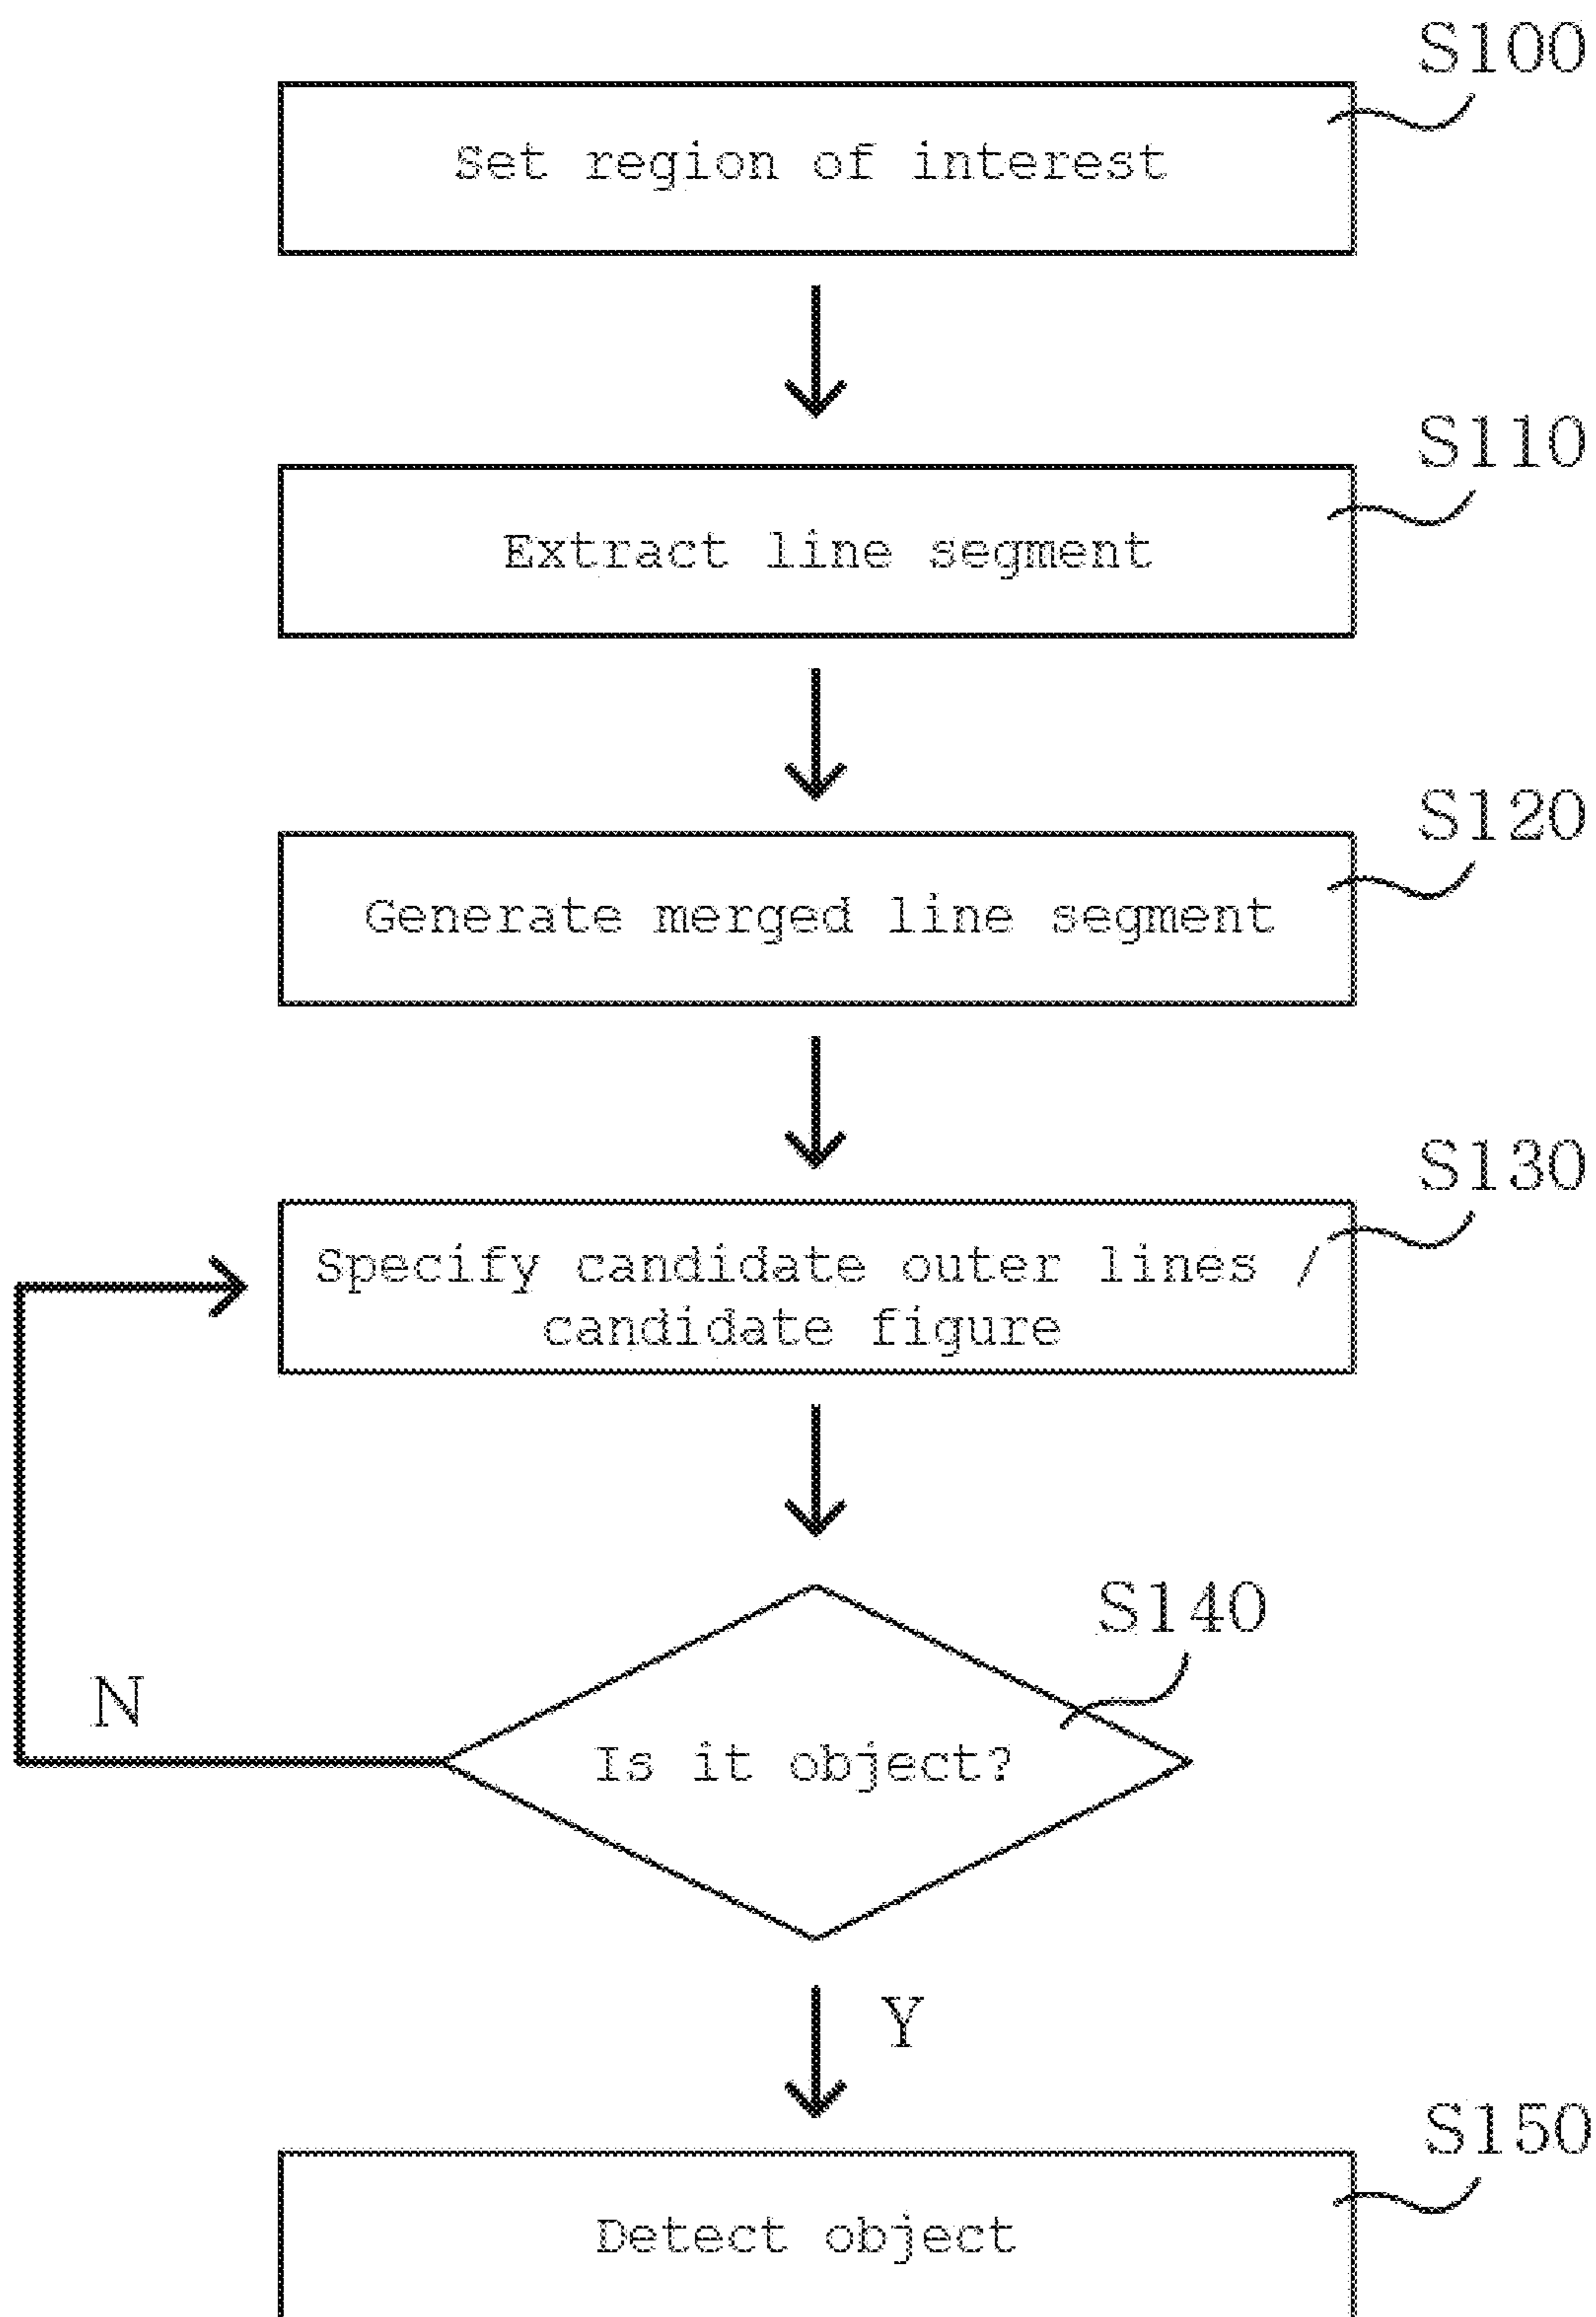 S100
Set region of interest
S110
Extract line segment
S120
Generate merged line segment
S130
Specify candidate outer lines /
candidate figure
S140
Is it object?
N
Y
S150
Detect object